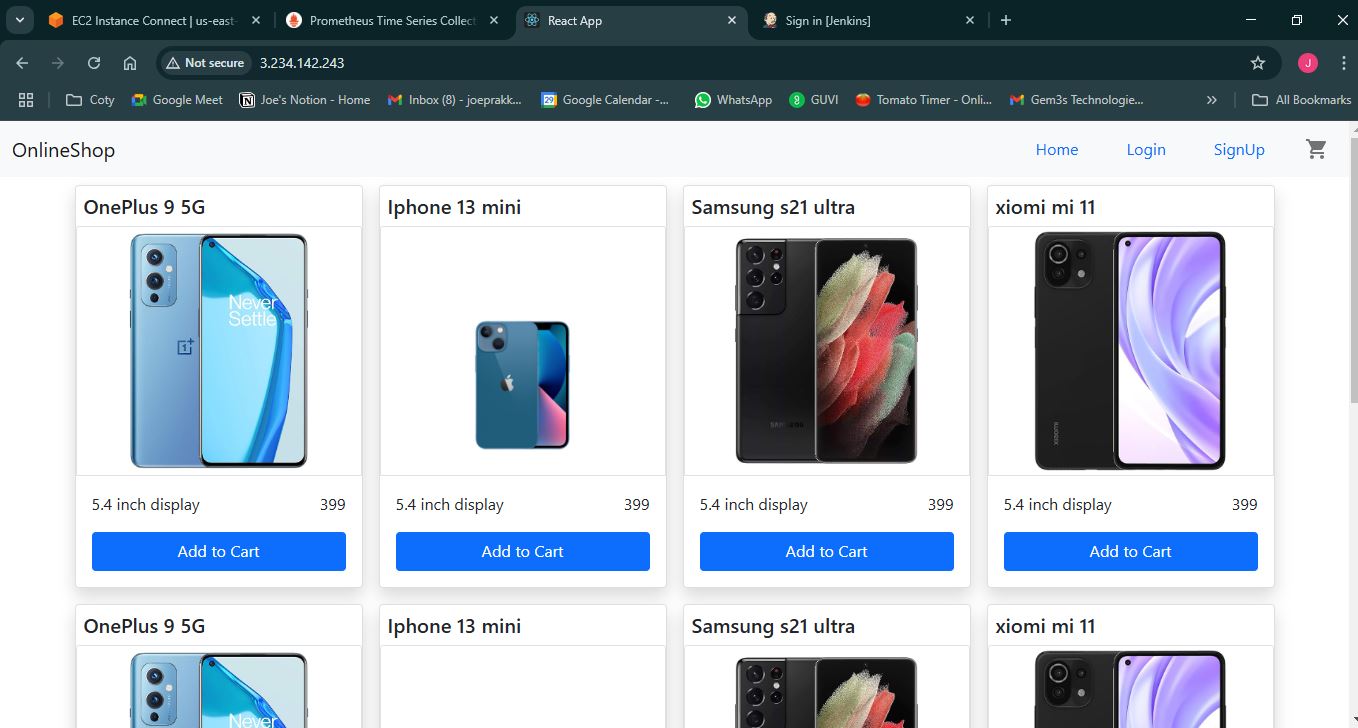 EC2 Instance Connect | us-east-
Prometheus Time Series Collect
React App
Sign in [Jenkins]
Not secure
3.234.142.243
J
Coty
Google Meet
Joe's Notion - Home
Inbox (8) - joeprakk...
Google Calendar -...
WhatsApp
GUVI
Tomato Timer - Onli...
Gem3s Technologie...
All Bookmarks
OnlineShop
Home
Login
SignUp
OnePlus 9 5G
Iphone 13 mini
Samsung s21 ultra
xiomi mi 11
Never
Settle
SAMSUNG
XIAOMI
5.4 inch display 399
5.4 inch display 399
5.4 inch display 399
5.4 inch display 399
Add to Cart
Add to Cart
Add to Cart
Add to Cart
OnePlus 9 5G
Iphone 13 mini
Samsung s21 ultra
xiomi mi 11
Never